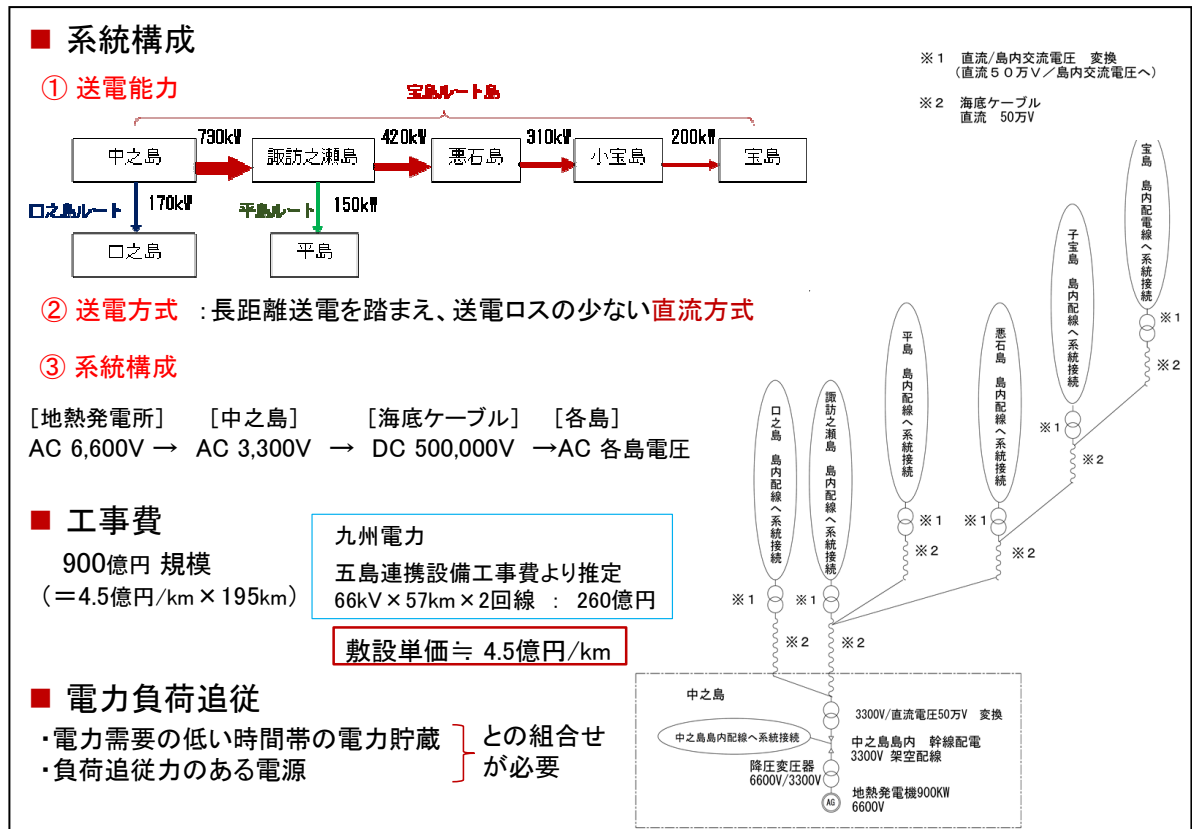 ■ 系統構成
① 送電能力
宝島ルート島
中之島
730kW
諏訪之瀬島
420kW
悪石島
310kW
小宝島
200kW
宝島
口之島ルート
170kW
平島ルート
150kW
口之島
平島
② 送電方式 :長距離送電を踏まえ、送電ロスの少ない直流方式
③ 系統構成
[地熱発電所] [中之島] [海底ケーブル] [各島]
AC 6,600V → AC 3,300V → DC 500,000V →AC 各島電圧
■ 工事費
900億円 規模
(=4.5億円/km×195km)
九州電力
五島連携設備工事費より推定
66kV×57km×2回線 : 260億円
敷設単価≒ 4.5億円/km
■ 電力負荷追従
・電力需要の低い時間帯の電力貯蔵
・負荷追従力のある電源
との組合せ
が必要
※1 直流/島内交流電圧 変換
(直流50万V/島内交流電圧へ)
※2 海底ケーブル
直流 50万V
宝島 島内配電線へ系統接続
※1
※2
子宝島 島内配線へ系統接続
※1
※2
平島 島内配線へ系統接続
※1
※2
悪石島 島内配線へ系統接続
※1
※2
口之島 島内配線へ系統接続
※1
※2
諏訪之瀬島 島内配線へ系統接続
※1
※2
中之島
3300V/直流電圧50万V 変換
中之島島内配線へ系統接続
中之島島内 幹線配電
3300V 架空配線
降圧変圧器
6600V/3300V
AG
地熱発電機900KW
6600V